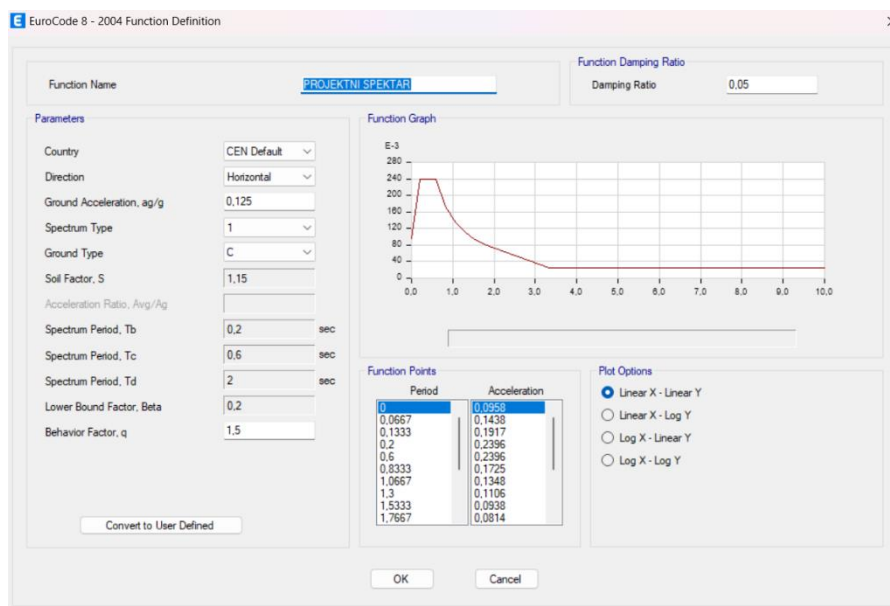 E EuroCode 8 - 2004 Function Definition
Function Damping Ratio
Function Name PROJEKTNI SPEKTAR Damping Ratio 0,05
Parameters
Country CEN Default
Direction Horizontal
Ground Acceleration, ag/g 0,125
Spectrum Type 1
Ground Type C
Soil Factor, S 1,15
Acceleration Ratio, Avg/Ag
Spectrum Period, Tb 0,2 sec
Spectrum Period, Tc 0,6 sec
Spectrum Period, Td 2 sec
Lower Bound Factor, Beta 0,2
Behavior Factor, q 1,5
Convert to User Defined
Function Graph
E-3
280
240
200
160
120
80
40
0
0,0 1,0 2,0 3,0 4,0 5,0 6,0 7,0 8,0 9,0 10,0
Function Points
Period Acceleration
0 0,0958
0,0667 0,1438
0,1333 0,1917
0,2 0,2396
0,6 0,2396
0,8333 0,1725
1,0667 0,1348
1,3 0,1106
1,5333 0,0938
1,7667 0,0814
Plot Options
Linear X - Linear Y
Linear X - Log Y
Log X - Linear Y
Log X - Log Y
OK Cancel